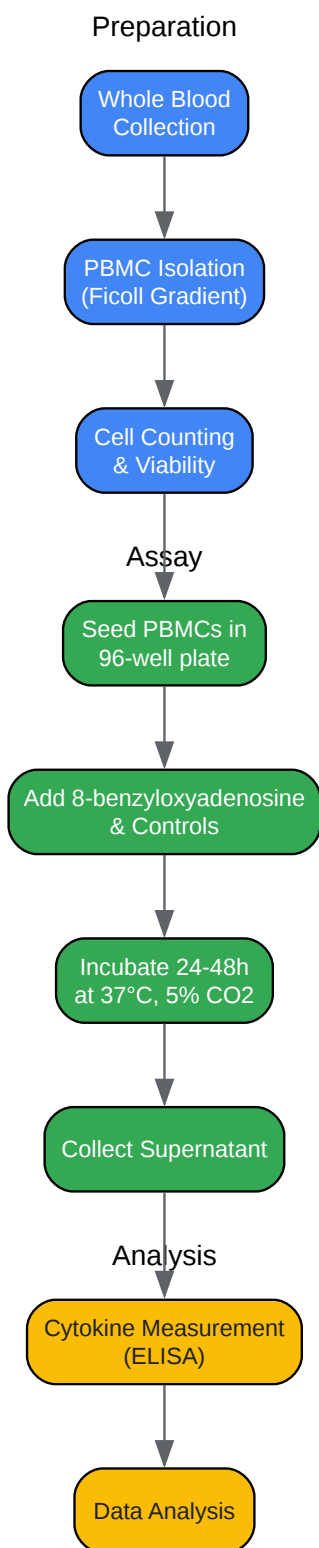 Preparation
Whole Blood
Collection
PBMC Isolation
(Ficoll Gradient)
Cell Counting
& Viability
Assay
Seed PBMCs in
96-well plate
Add 8-benzyloxyadenosine
& Controls
Incubate 24-48h
at 37°C, 5% CO2
Collect Supernatant
Analysis
Cytokine Measurement
(ELISA)
Data Analysis